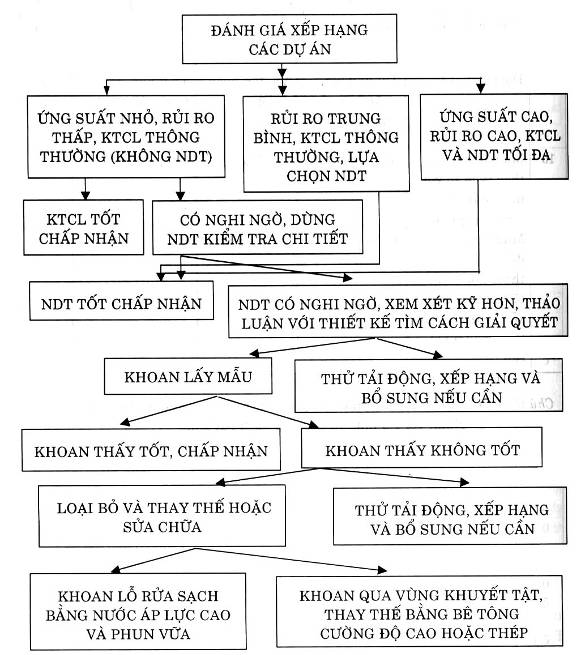 ĐÁNH GIÁ XẾP HẠNG
CÁC DỰ ÁN
ỨNG SUẤT NHỎ, RỦI RO
THẤP, KTCL THÔNG
THƯỜNG (KHÔNG NDT)
RỦI RO TRUNG
BÌNH, KTCL THÔNG
THƯỜNG, LỰA
CHỌN NDT
ỨNG SUẤT CAO,
RỦI RO CAO, KTCL
VÀ NDT TỐI ĐA
KTCL TỐT
CHẤP NHẬN
CÓ NGHI NGỜ, DÙNG
NDT KIỂM TRA CHI TIẾT
NDT TỐT CHẤP NHẬN
NDT CÓ NGHI NGỜ, XEM XÉT KỸ HƠN, THẢO
LUẬN VỚI THIẾT KẾ TÌM CÁCH GIẢI QUYẾT
KHOAN LẤY MẪU
THỬ TẢI ĐỘNG, XẾP HẠNG VÀ
BỔ SUNG NẾU CẦN
KHOAN THẤY TỐT, CHẤP NHẬN
KHOAN THẤY KHÔNG TỐT
LOẠI BỎ VÀ THAY THẾ HOẶC
SỬA CHỮA
THỬ TẢI ĐỘNG, XẾP HẠNG
VÀ BỔ SUNG NẾU CẦN
KHOAN LỖ RỬA SẠCH
BẰNG NƯỚC ÁP LỰC CAO
VÀ PHUN VỮA
KHOAN QUA VÙNG KHUYẾT TẬT,
THAY THẾ BẰNG BÊ TÔNG
CƯỜNG ĐỘ CAO HOẶC THÉP